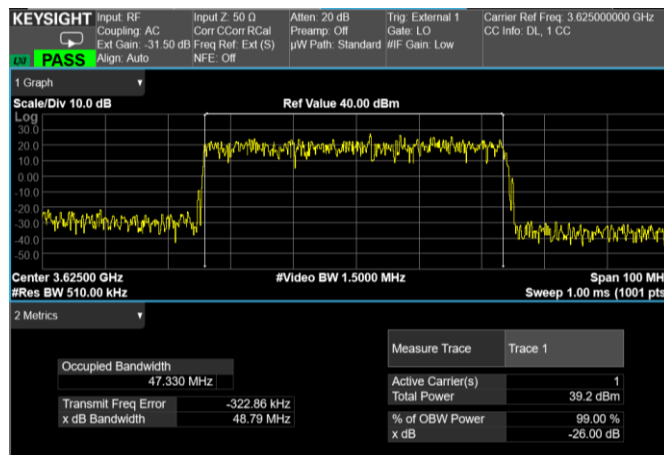 KEYSIGHT Input: RF Input Z: 50 Ω Atten: 20 dB Trig: External 1 Carrier Ref Freq: 3.625000000 GHz
Coupling: AC Corr CCorr RCal Preamp: Off Gate: LO CC Info: DL, 1 CC
Ext Gain: -31.50 dB Freq Ref: Ext (S) µW Path: Standard #IF Gain: Low
LXI PASS Align: Auto NFE: Off
1 Graph
Scale/Div 10.0 dB Ref Value 40.00 dBm
Log
30.0
20.0
10.0
0.00
-10.0
-20.0
-30.0
-40.0
-50.0
Center 3.62500 GHz #Video BW 1.5000 MHz Span 100 MH
#Res BW 510.00 kHz Sweep 1.00 ms (1001 pts
2 Metrics
Measure Trace Trace 1
Occupied Bandwidth
47.330 MHz
Active Carrier(s) 1
Total Power 39.2 dBm
Transmit Freq Error -322.86 kHz
x dB Bandwidth 48.79 MHz
% of OBW Power 99.00 %
x dB -26.00 dB